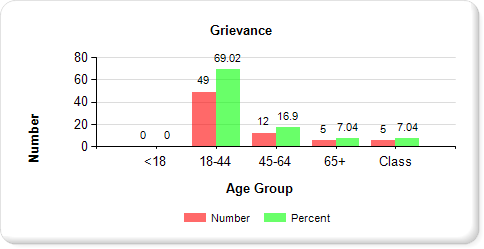 Grievance
Number
80
60
40
20
0
0 0
49 69.02
12 16.9
5 7.04
5 7.04
<18 18-44 45-64 65+ Class
Age Group
Number Percent